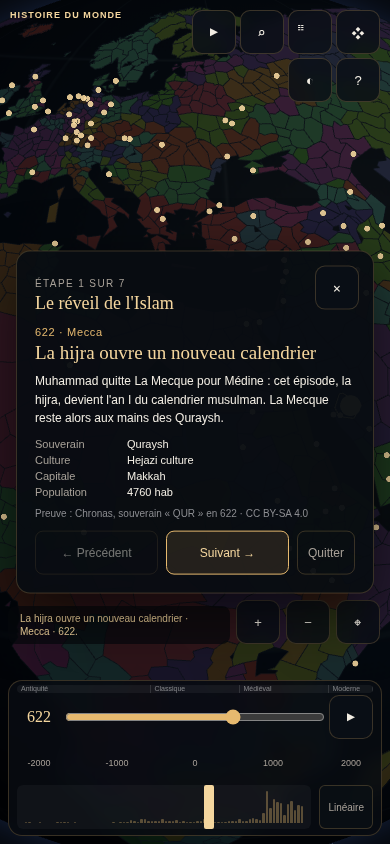 HISTOIRE DU MONDE
?
ÉTAPE 1 SUR 7
Le réveil de l'Islam
×
622 · Mecca
La hijra ouvre un nouveau calendrier
Muhammad quitte La Mecque pour Médine : cet épisode, la
hijra, devient l'an I du calendrier musulman. La Mecque
reste alors aux mains des Quraysh.
Souverain Quraysh
Culture Hejazi culture
Capitale Makkah
Population 4760 hab
Preuve : Chronas, souverain « QUR » en 622 · CC BY-SA 4.0
← Précédent Suivant → Quitter
La hijra ouvre un nouveau calendrier ·
Mecca · 622.
+ −
Antiquité Classique Médiéval Moderne
622
-2000 -1000 0 1000 2000
Linéaire